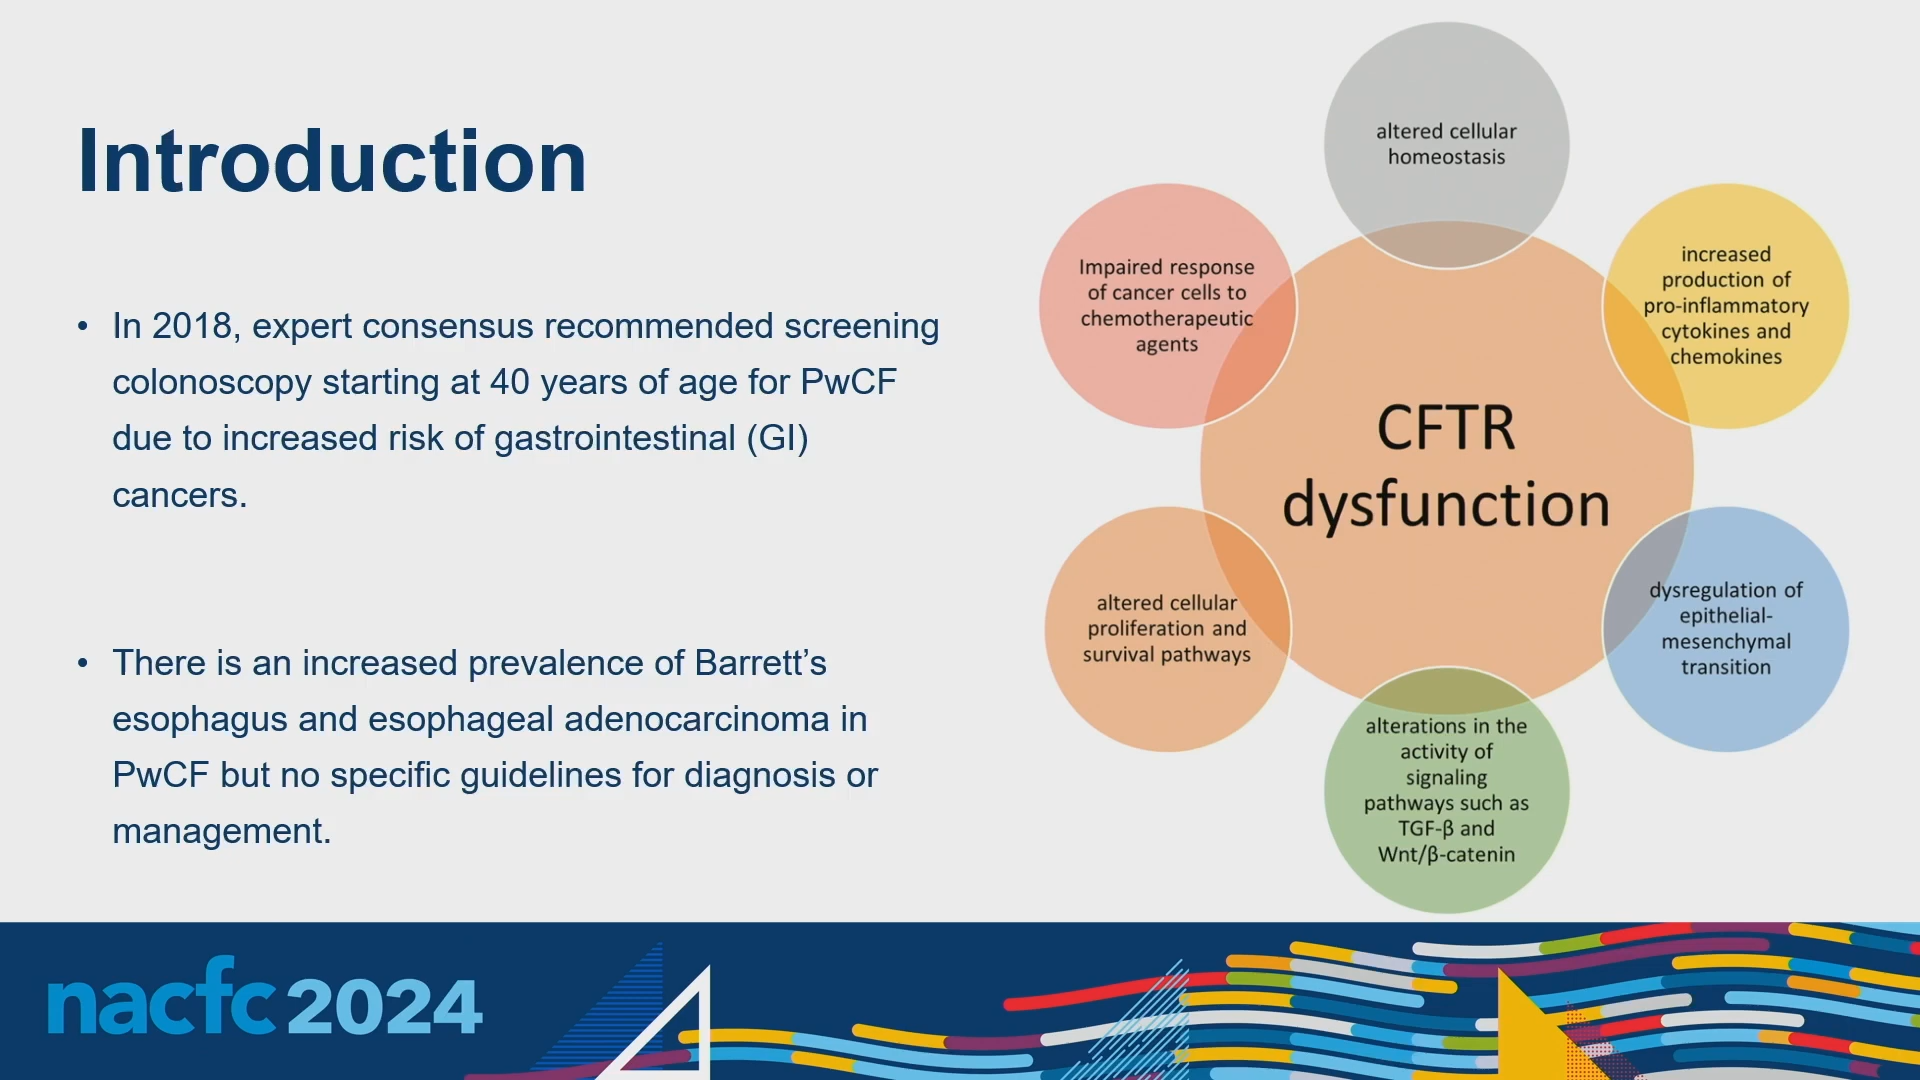 Introduction
• In 2018, expert consensus recommended screening
colonoscopy starting at 40 years of age for PwCF
due to increased risk of gastrointestinal (GI)
cancers.
• There is an increased prevalence of Barrett’s
esophagus and esophageal adenocarcinoma in
PwCF but no specific guidelines for diagnosis or
management.
altered cellular
homeostasis
increased
production of
pro-inflammatory
cytokines and
chemokines
dysregulation of
epithelial-
mesenchymal
transition
alterations in the
activity of
signaling
pathways such as
TGF-β and
Wnt/β-catenin
altered cellular
proliferation and
survival pathways
Impaired response
of cancer cells to
chemotherapeutic
agents
CFTR
dysfunction
nacfc 2024